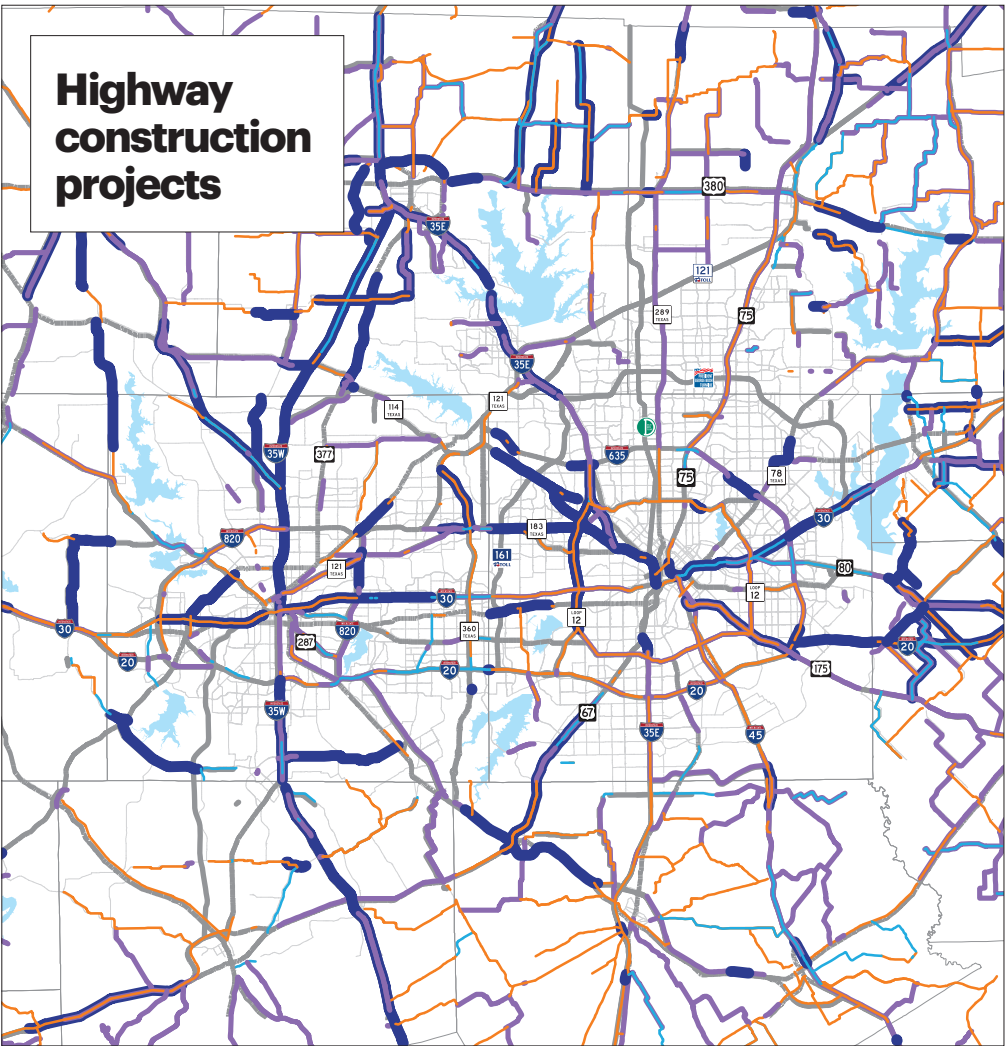 Highway
construction
projects
380
35E
121
TOLL
289
TEXAS
75
35E
121
TEXAS
114
TEXAS
35W
377
635
75
78
TEXAS
30
820
183
TEXAS
161
TOLL
121
TEXAS
80
LOOP
12
30
30
LOOP
12
360
TEXAS
820
287
20
20
20
175
20
35W
67
35E
45